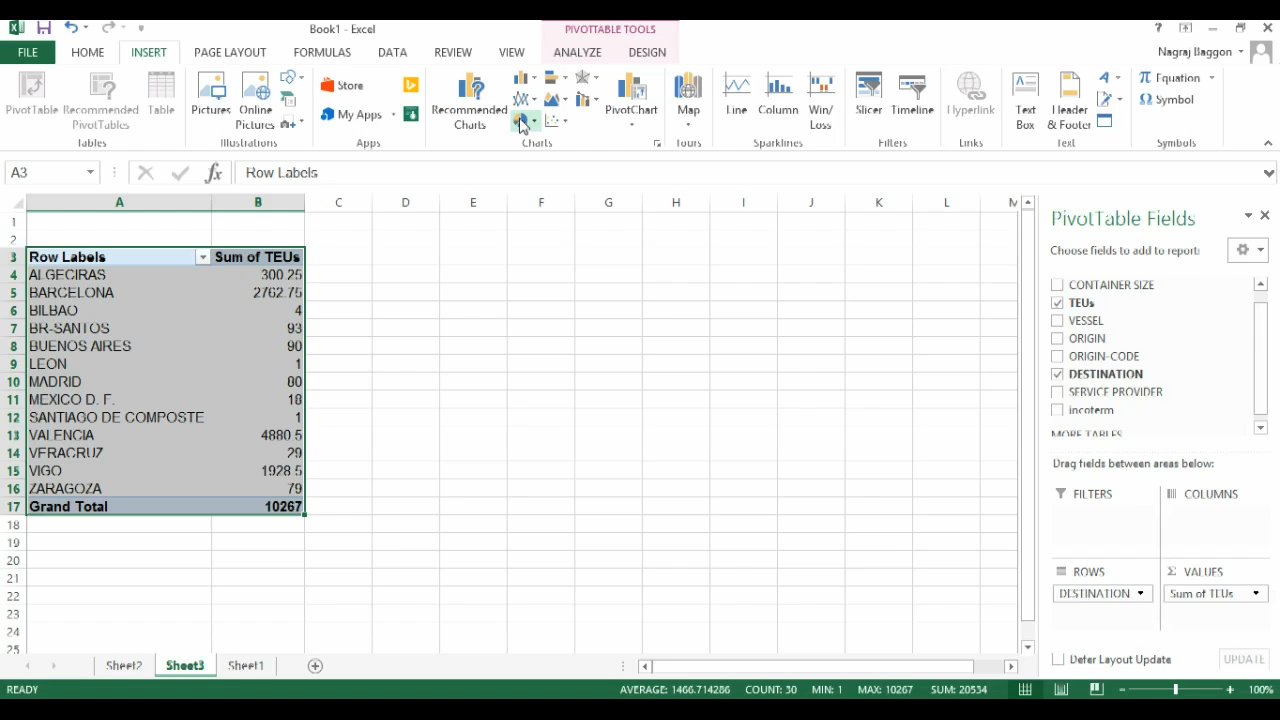 Book1 - Excel
PIVOTTABLE TOOLS
?
FILE HOME INSERT PAGE LAYOUT FORMULAS DATA REVIEW VIEW ANALYZE DESIGN Nagraj Baggon
PivotTable Recommended PivotTables Table
Pictures Online Pictures
Store
My Apps
Recommended Charts
PivotChart
Map
Line Column Win/ Loss
Slicer Timeline
Hyperlink
Text Box Header & Footer
Equation
Symbol
Tables Illustrations Apps Charts Tours Sparklines Filters Links Text Symbols
A3 fx Row Labels
A B C D E F G H I J K L M
1
2
3 Row Labels Sum of TEUs
4 ALGECIRAS 300.25
5 BARCELONA 2762.75
6 BILBAO 4
7 BR-SANTOS 93
8 BUENOS AIRES 90
9 LEON 1
10 MADRID 80
11 MEXICO D. F. 18
12 SANTIAGO DE COMPOSTE 1
13 VALENCIA 4880.5
14 VERACRUZ 29
15 VIGO 1928.5
16 ZARAGOZA 79
17 Grand Total 10267
18
19
20
21
22
23
24
25
PivotTable Fields
Choose fields to add to report:
CONTAINER SIZE
TEUs
VESSEL
ORIGIN
ORIGIN-CODE
DESTINATION
SERVICE PROVIDER
incoterm
MORE TABLES
Drag fields between areas below:
FILTERS COLUMNS
ROWS Σ VALUES
DESTINATION Sum of TEUs
Defer Layout Update UPDATE
Sheet2 Sheet3 Sheet1
READY AVERAGE: 1466.714286 COUNT: 30 MIN: 1 MAX: 10267 SUM: 20534 100%